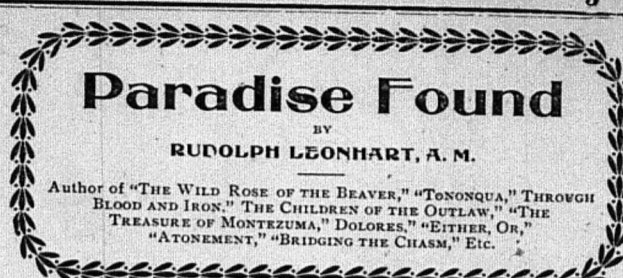 Paradise Found
BY
RUDOLPH LEONHART, A. M.
Author of "THE WILD ROSE OF THE BEAVER," "TONONQUA," THROUGH
BLOOD AND IRON," THE CHILDREN OF THE OUTLAW," "THE
TREASURE OF MONTEZUMA," DOLORES," "EITHER, OR,"
"ATONEMENT," "BRIDGING THE CHASM," ETC.